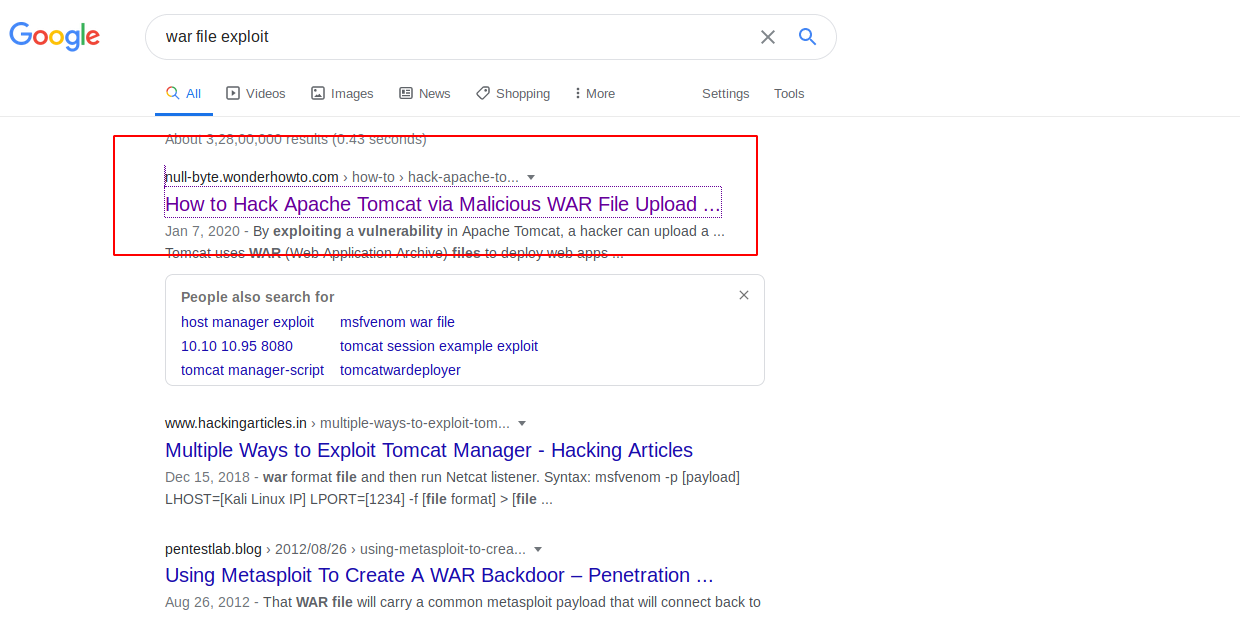 Google
war file exploit
All Videos Images News Shopping More Settings Tools
About 3,28,00,000 results (0.43 seconds)
null-byte.wonderhowto.com › how-to › hack-apache-to...
How to Hack Apache Tomcat via Malicious WAR File Upload ...
Jan 7, 2020 - By exploiting a vulnerability in Apache Tomcat, a hacker can upload a ...
Tomcat uses WAR (Web Application Archive) files to deploy web apps ...
People also search for
host manager exploit msfvenom war file
10.10 10.95 8080 tomcat session example exploit
tomcat manager-script tomcatwardeployer
www.hackingarticles.in › multiple-ways-to-exploit-tom...
Multiple Ways to Exploit Tomcat Manager - Hacking Articles
Dec 15, 2018 - war format file and then run Netcat listener. Syntax: msfvenom -p [payload]
LHOST=[Kali Linux IP] LPORT=[1234] -f [file format] > [file ...
pentestlab.blog › 2012/08/26 › using-metasploit-to-crea...
Using Metasploit To Create A WAR Backdoor – Penetration ...
Aug 26, 2012 - That WAR file will carry a common metasploit payload that will connect back to